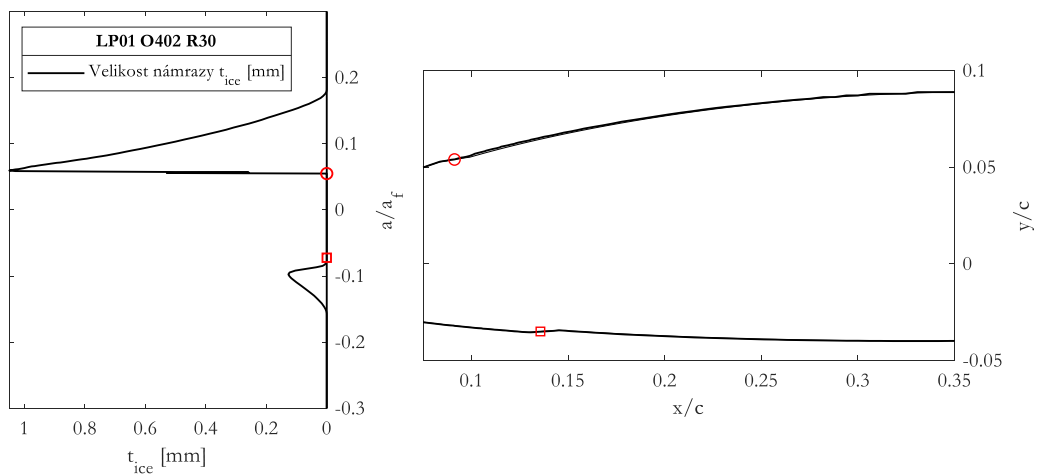 LP01 O402 R30
Velikost námrazy t_ice [mm]
0.2
0.1
0
-0.1
-0.2
-0.3
a/a_f
1 0.8 0.6 0.4 0.2 0
t_ice [mm]
0.1
0.05
0
-0.05
y/c
0.1 0.15 0.2 0.25 0.3 0.35
x/c